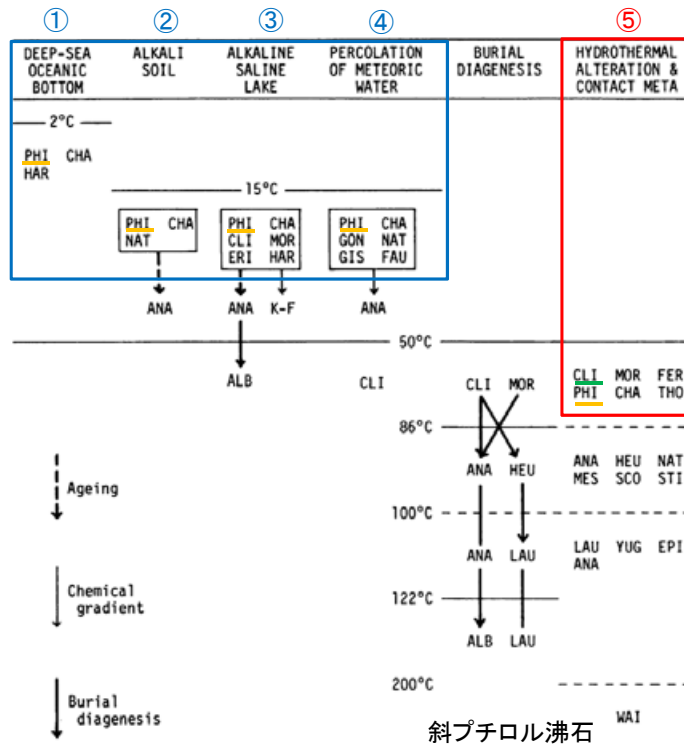 ① ② ③ ④ ⑤
DEEP-SEA OCEANIC BOTTOM
ALKALI SOIL
ALKALINE SALINE LAKE
PERCOLATION OF METEORIC WATER
BURIAL DIAGENESIS
HYDROTHERMAL ALTERATION & CONTACT META
2°C
PHI CHA
HAR
15°C
PHI CHA
NAT
PHI CHA
CLI MOR
ERI HAR
PHI CHA
GON NAT
GIS FAU
ANA
ANA K-F
ANA
50°C
ALB
CLI
CLI MOR
CLI MOR FER
PHI CHA THO
86°C
ANA HEU
ANA HEU NAT
MES SCO STI
Ageing
100°C
ANA LAU
LAU YUG EPI
ANA
Chemical
gradient
122°C
ALB LAU
200°C
Burial
diagenesis
WAI
斜プチロル沸石